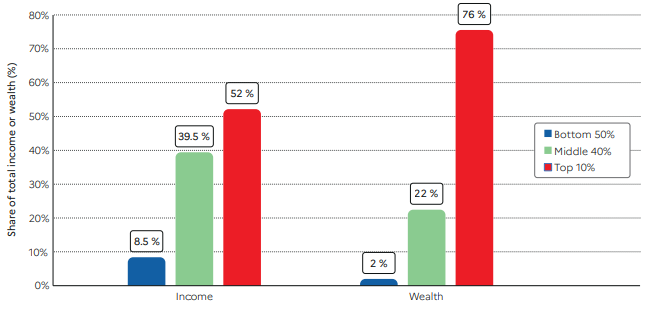 Share of total income or wealth (%)
80%
70%
60%
50%
40%
30%
20%
10%
0%
8.5 %
39.5 %
52 %
2 %
22 %
76 %
Income
Wealth
Bottom 50%
Middle 40%
Top 10%